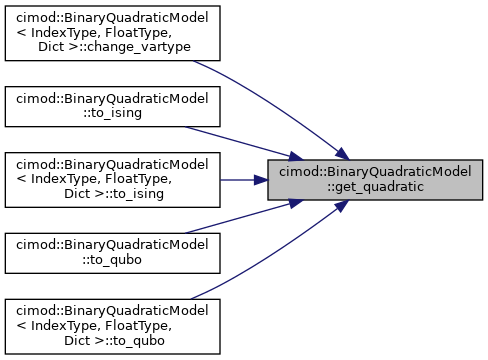 cimod::BinaryQuadraticModel
< IndexType, FloatType,
Dict >::change_vartype
cimod::BinaryQuadraticModel
::to_ising
cimod::BinaryQuadraticModel
< IndexType, FloatType,
Dict >::to_ising
cimod::BinaryQuadraticModel
::get_quadratic
cimod::BinaryQuadraticModel
::to_qubo
cimod::BinaryQuadraticModel
< IndexType, FloatType,
Dict >::to_qubo